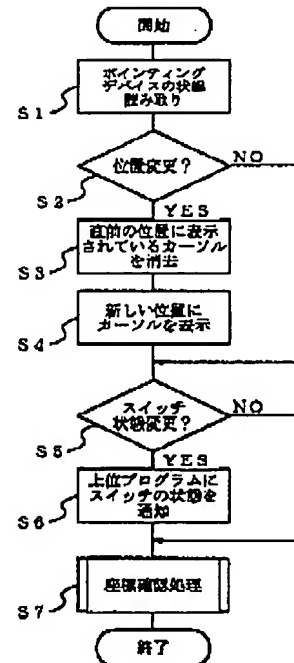 開始
ポインティング
デバイスの状態
読み取り
S1
位置変更?
NO
S2
YES
直前の位置に表示
されているカーソル
を消去
S3
新しい位置に
カーソルを表示
S4
スイッチ
状態変更?
NO
S5
YES
上位プログラムに
スイッチの状態を
通知
S6
座標確認処理
S7
終了